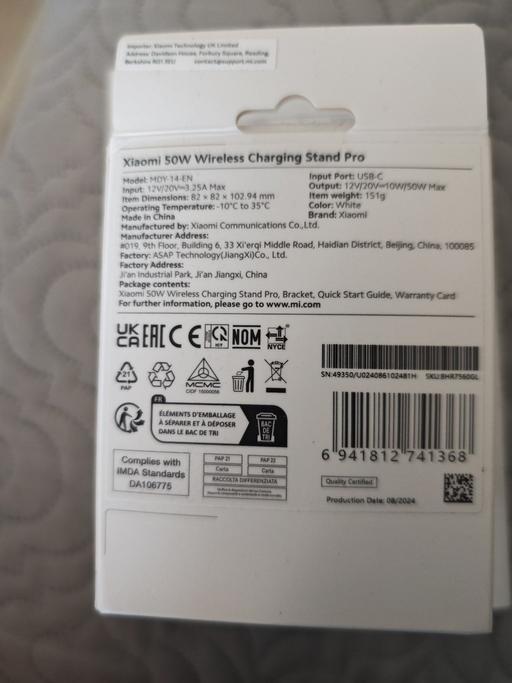 Importer: Xiaomi Technology UK Limited
Address: Davidson House, Forbury Square, Reading,
Berkshire RG1 3EU contact@support.mi.com
Xiaomi 50W Wireless Charging Stand Pro
Model: MDY-14-EN
Input: 12V/20V⎓3.25A Max
Item Dimensions: 82 × 82 × 102.94 mm
Operating Temperature: -10°C to 35°C
Made in China
Input Port: USB-C
Output: 12V/20V⎓10W/50W Max
Item weight: 151g
Color: White
Brand: Xiaomi
Manufactured by: Xiaomi Communications Co.,Ltd.
Manufacturer Address:
#019, 9th Floor, Building 6, 33 Xi'erqi Middle Road, Haidian District, Beijing, China, 100085
Factory: ASAP Technology(JiangXi)Co., Ltd.
Factory Address:
Ji'an Industrial Park, Ji'an Jiangxi, China
Package contents:
Xiaomi 50W Wireless Charging Stand Pro, Bracket, Quick Start Guide, Warranty Card
For further information, please go to www.mi.com
UK CA EAC CE NOM NYCE
21
PAP
MCMC
CIDF 16000056
SN:49350/U02408610248​1H SKU:BHR7560GL
FR
ÉLÉMENTS D'EMBALLAGE
À SÉPARER ET À DÉPOSER
DANS LE BAC DE TRI
BAC
DE
TRI
6 941812 741368
Complies with
IMDA Standards
DA106775
PAP 21 PAP 22
Carta Carta
RACCOLTA DIFFERENZIATA
Quality Certified
Production Date: 08/2024